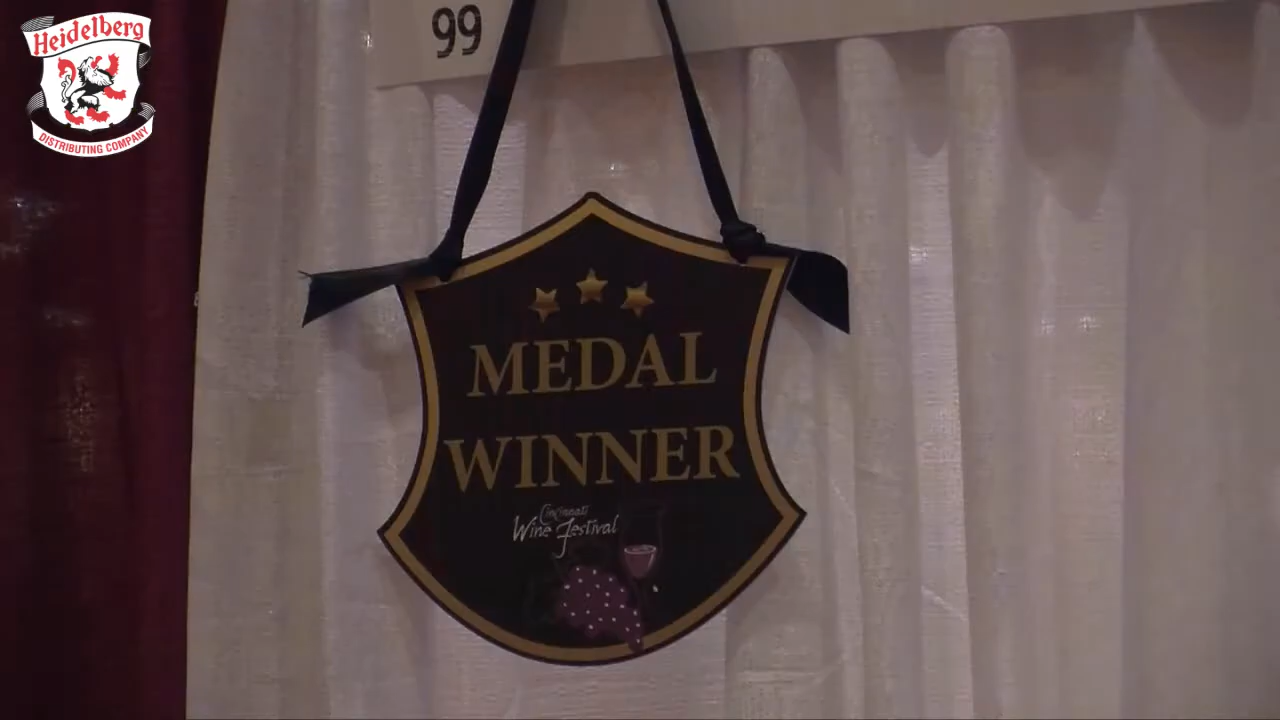 Heidelberg
DISTRIBUTING COMPANY
99
MEDAL
WINNER
Cincinnati
Wine Festival